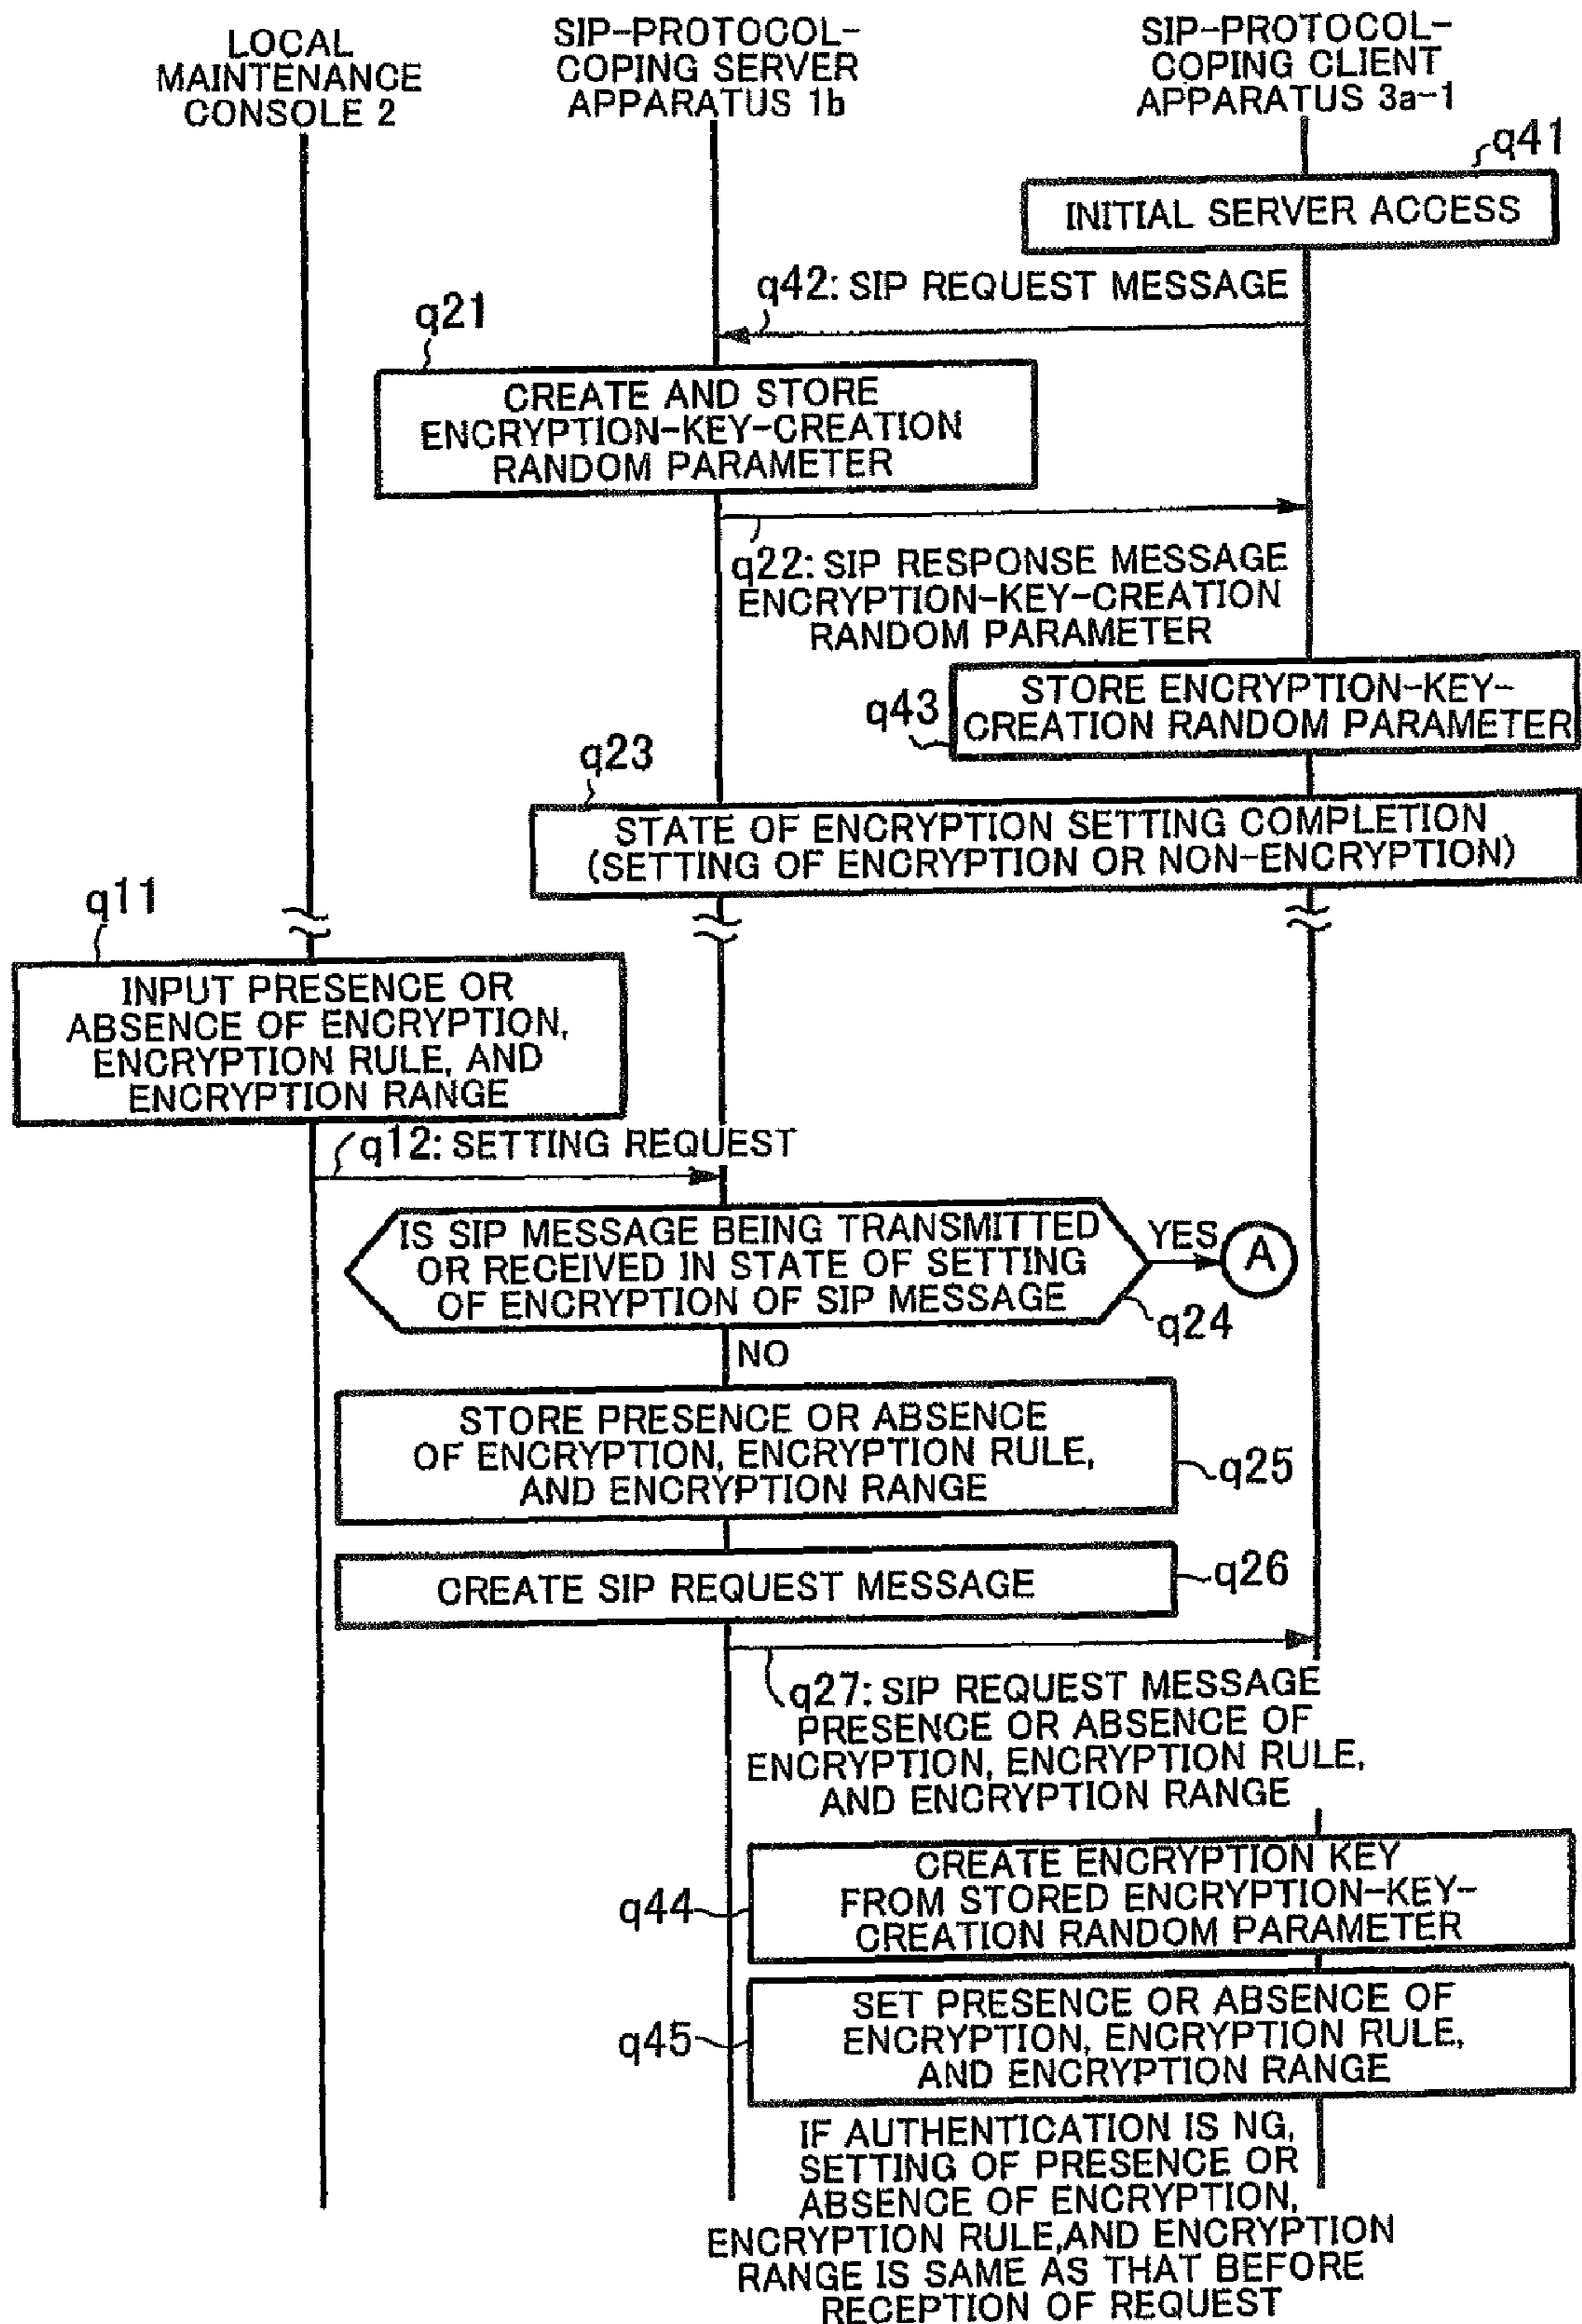 LOCAL
MAINTENANCE
CONSOLE 2
SIP-PROTOCOL-
COPING SERVER
APPARATUS 1b
SIP-PROTOCOL-
COPING CLIENT
APPARATUS 3a-1
q41
INITIAL SERVER ACCESS
q42: SIP REQUEST MESSAGE
q21
CREATE AND STORE
ENCRYPTION-KEY-CREATION
RANDOM PARAMETER
q22: SIP RESPONSE MESSAGE
ENCRYPTION-KEY-CREATION
RANDOM PARAMETER
q43
STORE ENCRYPTION-KEY-
CREATION RANDOM PARAMETER
q23
STATE OF ENCRYPTION SETTING COMPLETION
(SETTING OF ENCRYPTION OR NON-ENCRYPTION)
q11
INPUT PRESENCE OR
ABSENCE OF ENCRYPTION,
ENCRYPTION RULE, AND
ENCRYPTION RANGE
q12: SETTING REQUEST
IS SIP MESSAGE BEING TRANSMITTED
OR RECEIVED IN STATE OF SETTING
OF ENCRYPTION OF SIP MESSAGE
YES
A
q24
NO
STORE PRESENCE OR ABSENCE
OF ENCRYPTION, ENCRYPTION RULE,
AND ENCRYPTION RANGE
q25
CREATE SIP REQUEST MESSAGE
q26
q27: SIP REQUEST MESSAGE
PRESENCE OR ABSENCE OF
ENCRYPTION, ENCRYPTION RULE,
AND ENCRYPTION RANGE
q44
CREATE ENCRYPTION KEY
FROM STORED ENCRYPTION-KEY-
CREATION RANDOM PARAMETER
q45
SET PRESENCE OR ABSENCE OF
ENCRYPTION, ENCRYPTION RULE,
AND ENCRYPTION RANGE
IF AUTHENTICATION IS NG,
SETTING OF PRESENCE OR
ABSENCE OF ENCRYPTION,
ENCRYPTION RULE,AND ENCRYPTION
RANGE IS SAME AS THAT BEFORE
RECEPTION OF REQUEST